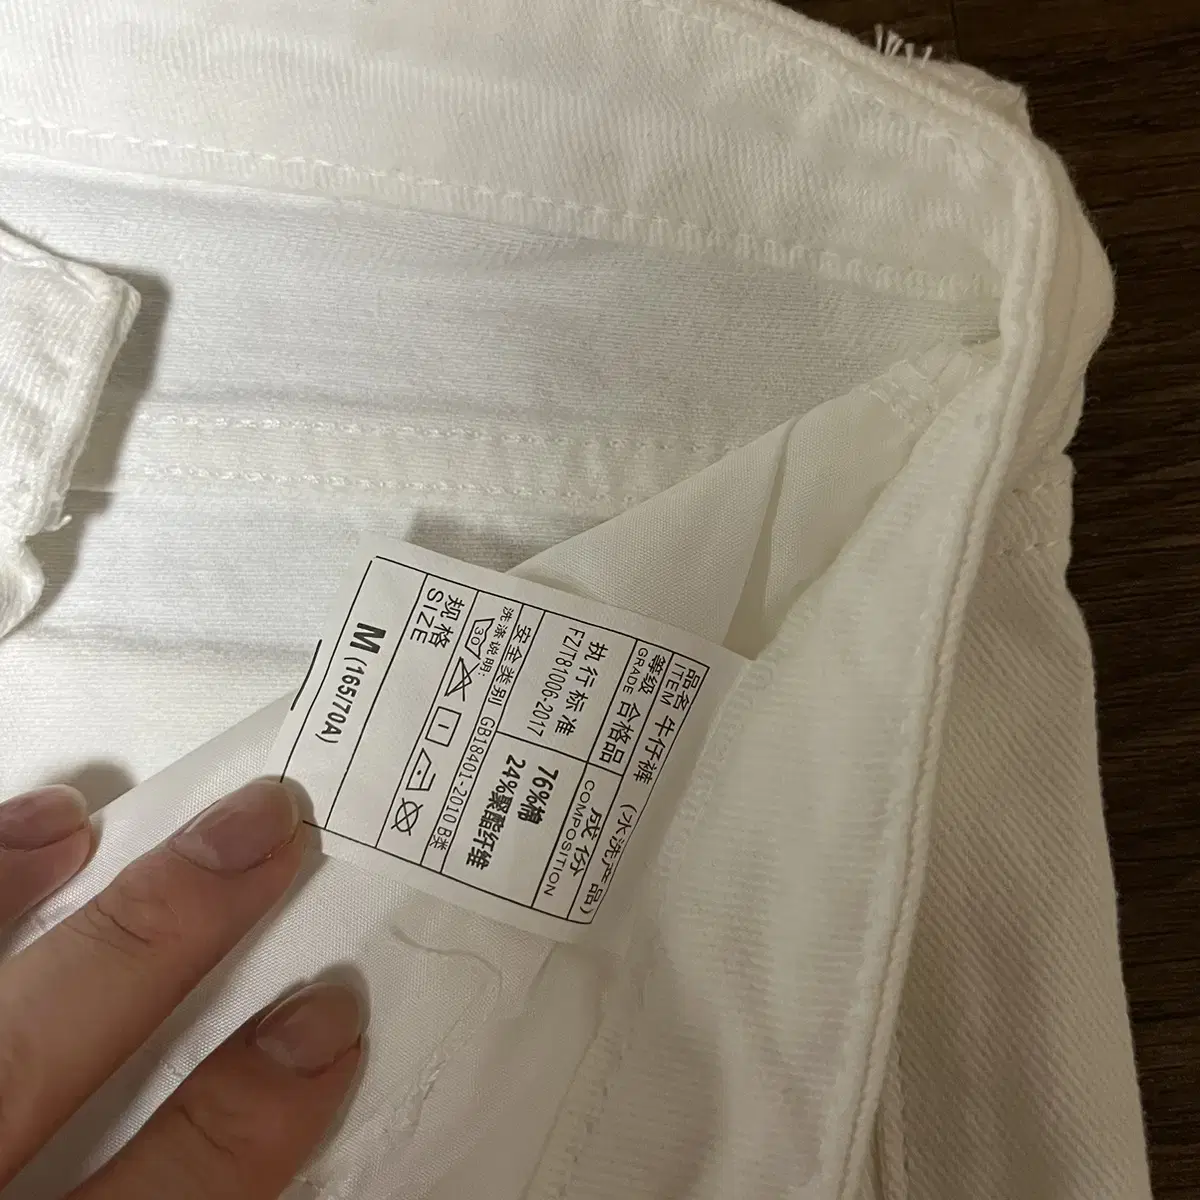 品名 牛仔裤 (水洗产品)
ITEM
等级 合格品
GRADE
成 份
COMPOSITION
执行标准
FZ/T81006-2017
76%棉
24%聚酯纤维
安全类别 GB18401-2010 B类
洗涤说明:
30
规格
SIZE
M (165/70A)